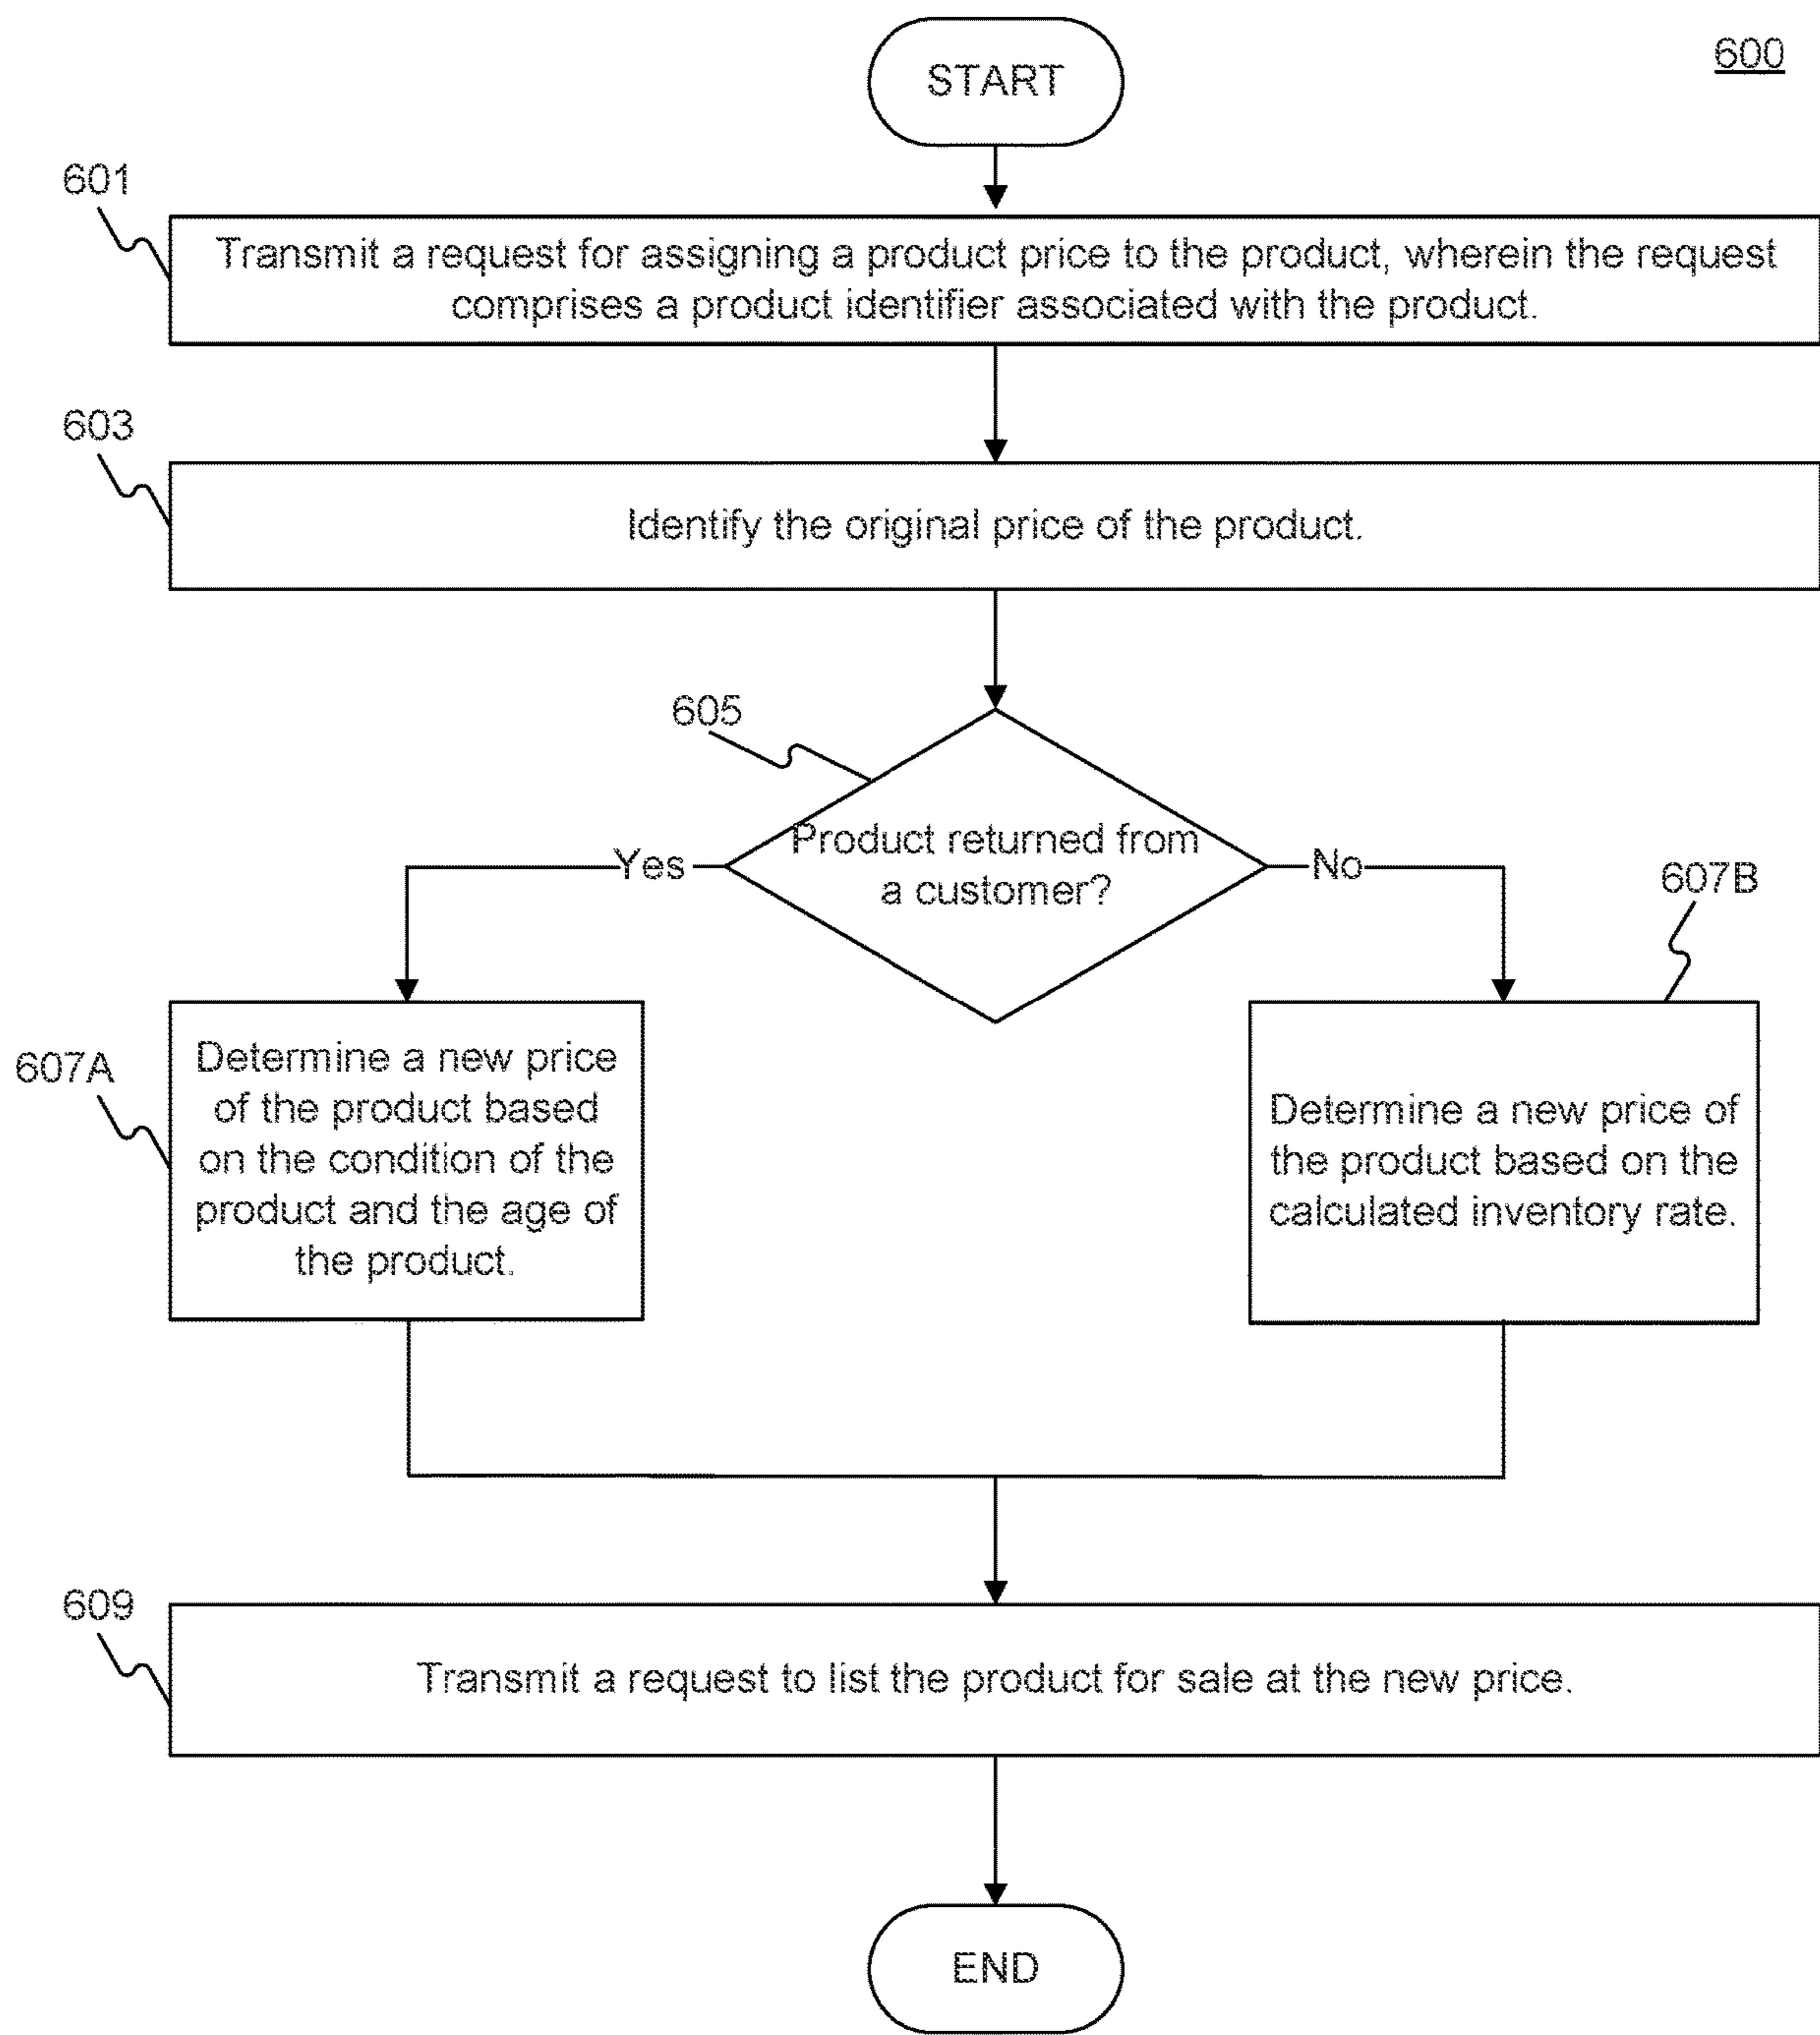 START
600
601
Transmit a request for assigning a product price to the product, wherein the request
comprises a product identifier associated with the product.
603
Identify the original price of the product.
605
Product returned from
a customer?
Yes
No
607B
607A
Determine a new price
of the product based
on the condition of the
product and the age of
the product.
Determine a new price of
the product based on the
calculated inventory rate.
609
Transmit a request to list the product for sale at the new price.
END